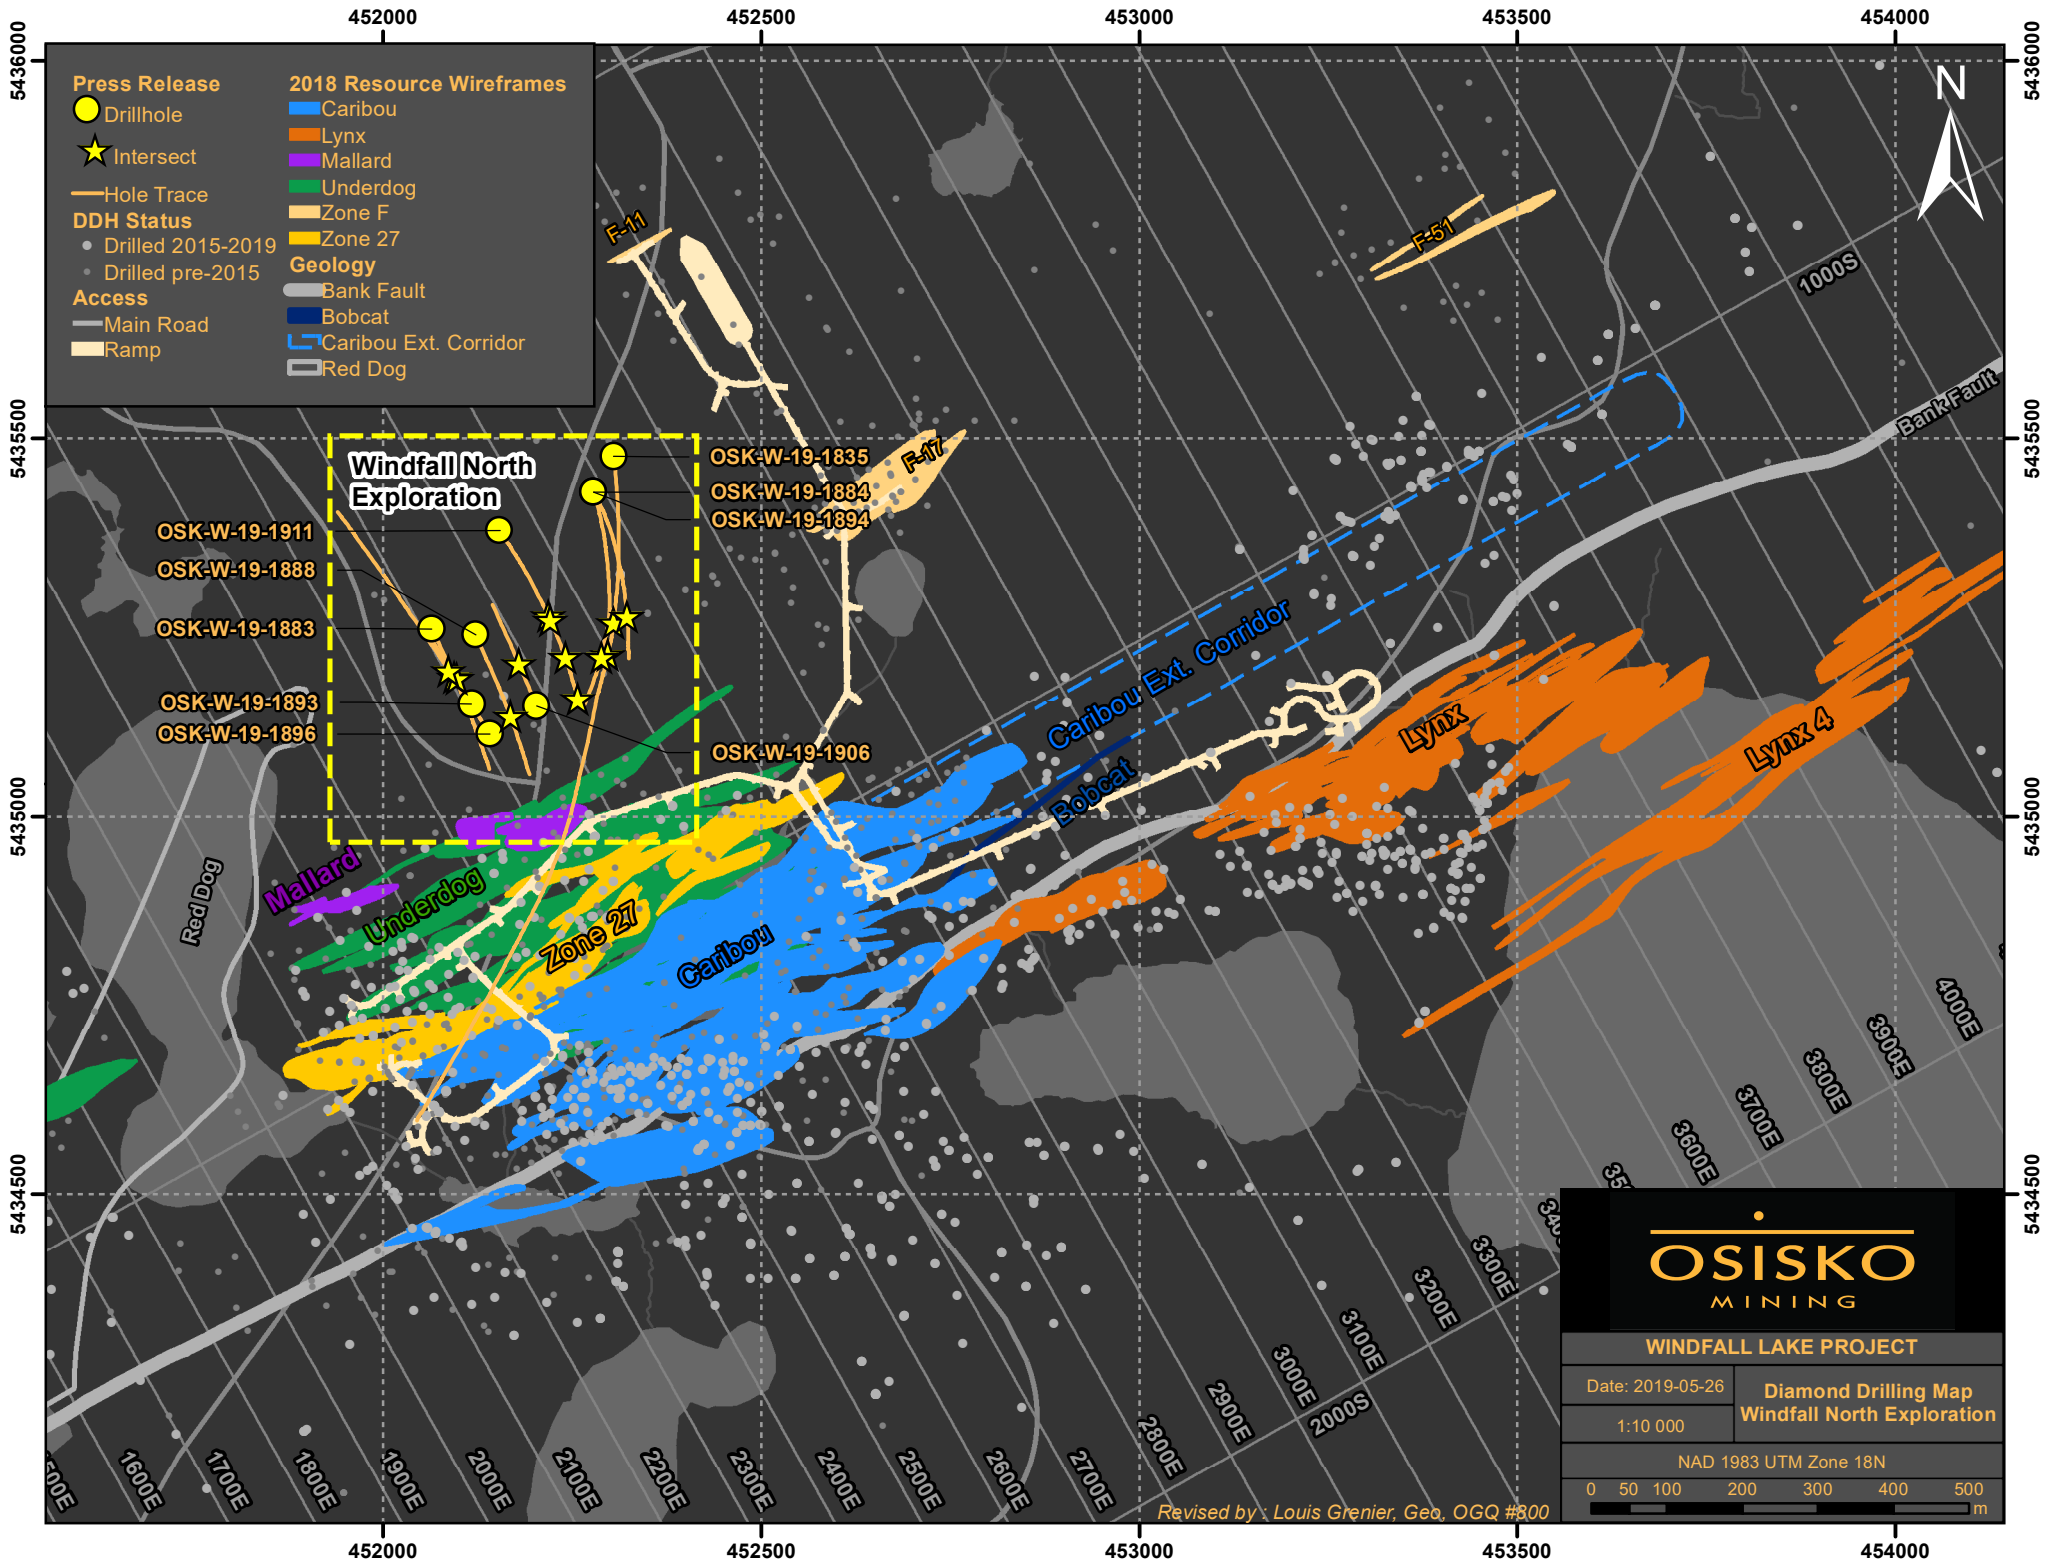 452000
452500
453000
453500
454000
5436000
5435500
5435000
5434500
5436000
5435500
5435000
5434500
Press Release
Drillhole
Intersect
Hole Trace
DDH Status
Drilled 2015-2019
Drilled pre-2015
Access
Main Road
Ramp
2018 Resource Wireframes
Caribou
Lynx
Mallard
Underdog
Zone F
Zone 27
Geology
Bank Fault
Bobcat
Caribou Ext. Corridor
Red Dog
N
F-11
F-51
F-17
1000S
Bank Fault
Windfall North
Exploration
OSK-W-19-1835
OSK-W-19-1884
OSK-W-19-1894
OSK-W-19-1911
OSK-W-19-1888
OSK-W-19-1883
OSK-W-19-1893
OSK-W-19-1896
OSK-W-19-1906
Caribou Ext. Corridor
Bobcat
Lynx
Lynx 4
Mallard
Underdog
Zone 27
Caribou
Red Dog
4000E
3900E
3800E
3700E
3600E
3300E
3200E
3100E
3000E
2900E
2800E
2700E
2600E
2500E
2400E
2300E
2200E
2100E
2000E
1900E
1800E
1700E
1600E
2000S
OSISKO
MINING
WINDFALL LAKE PROJECT
Date: 2019-05-26
1:10 000
Diamond Drilling Map
Windfall North Exploration
NAD 1983 UTM Zone 18N
0 50 100 200 300 400 500
m
Revised by : Louis Grenier, Geo, OGQ #800
452000
452500
453000
453500
454000